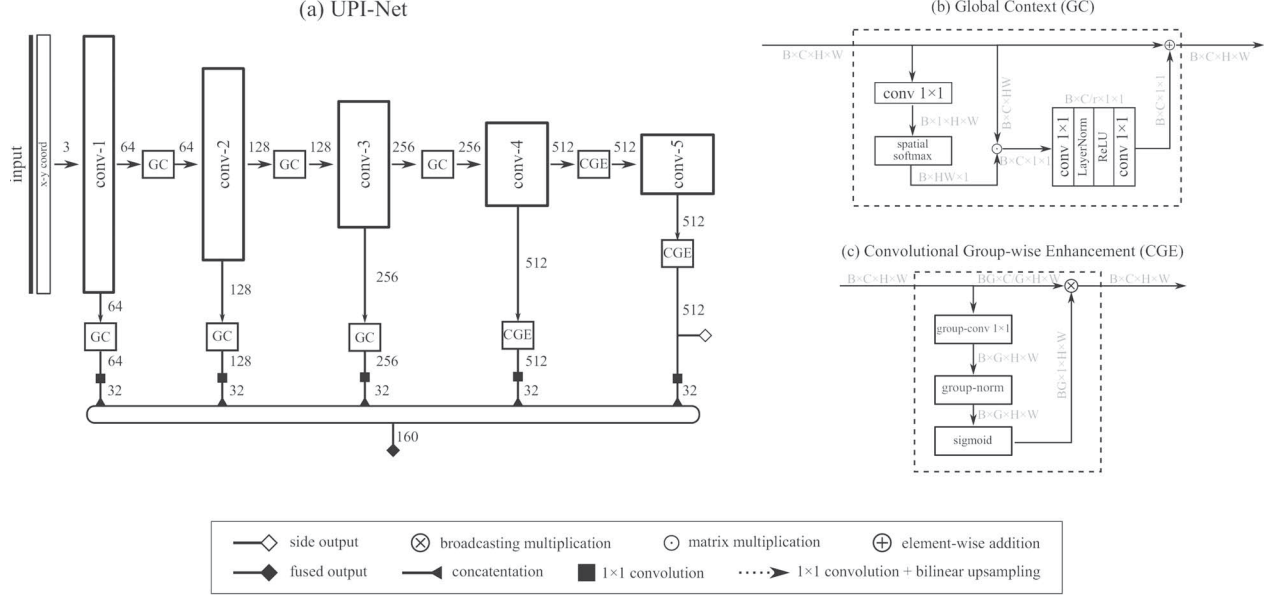 (a) UPI-Net
input
x-y coord
3
conv-1
64
GC
64
conv-2
128
GC
128
conv-3
256
GC
256
conv-4
512
CGE
512
conv-5
64
GC
64
32
128
GC
128
32
256
GC
256
32
512
CGE
512
32
512
CGE
512
32
160
(b) Global Context (GC)
B×C×H×W
B×C×H×W
conv 1×1
B×1×H×W
spatial
softmax
B×HW×1
B×C×HW
B×C×1×1
B×C/r×1×1
conv 1×1
LayerNorm
ReLU
conv 1×1
B×C×1×1
(c) Convolutional Group-wise Enhancement (CGE)
B×C×H×W
BG×C/G×H×W
B×C×H×W
group-conv 1×1
B×G×H×W
group-norm
B×G×H×W
sigmoid
BG×1×H×W
side output
broadcasting multiplication
matrix multiplication
element-wise addition
fused output
concatentation
1×1 convolution
1×1 convolution + bilinear upsampling